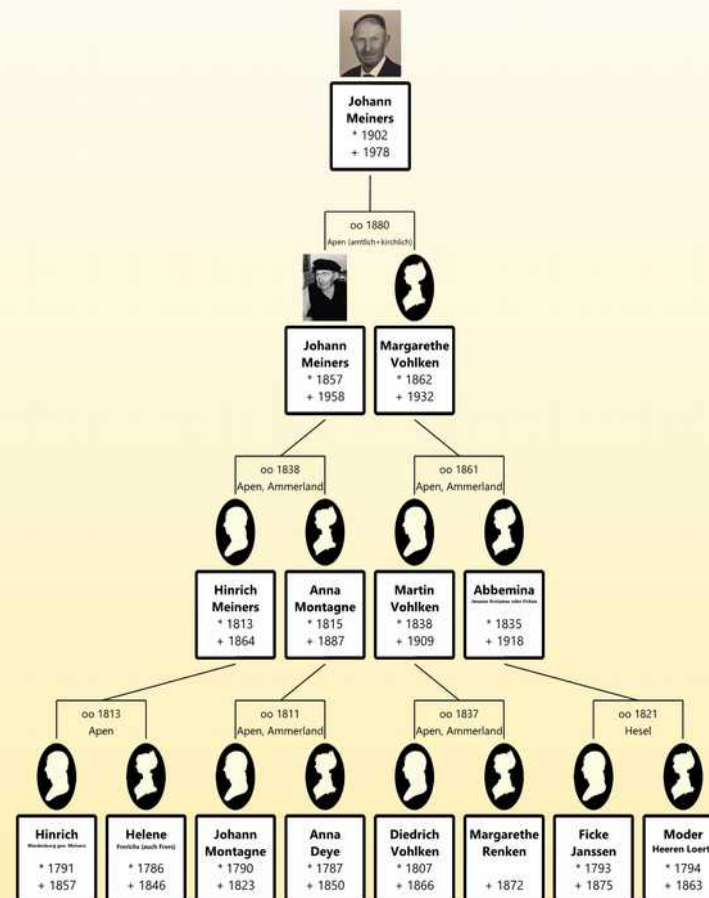 Johann
Meiners
* 1902
+ 1978
oo 1880
Apen (amtlich+kirchlich)
Johann
Meiners
* 1857
+ 1958
Margarethe
Vohlken
* 1862
+ 1932
oo 1838
Apen, Ammerland
oo 1861
Apen, Ammerland
Hinrich
Meiners
* 1813
+ 1864
Anna
Montagne
* 1815
+ 1887
Martin
Vohlken
* 1838
+ 1909
Abbemina
* 1835
+ 1918
oo 1813
Apen
oo 1811
Apen, Ammerland
oo 1837
Apen, Ammerland
oo 1821
Hesel
Hinrich
gen. Meiners
* 1791
+ 1857
Helene
Frerichs (auch Frers)
* 1786
+ 1846
Johann
Montagne
* 1790
+ 1823
Anna
Deye
* 1787
+ 1850
Diedrich
Vohlken
* 1807
+ 1866
Margarethe
Renken
+ 1872
Ficke
Janssen
* 1793
+ 1875
Moder
Heeren Loert
* 1794
+ 1863